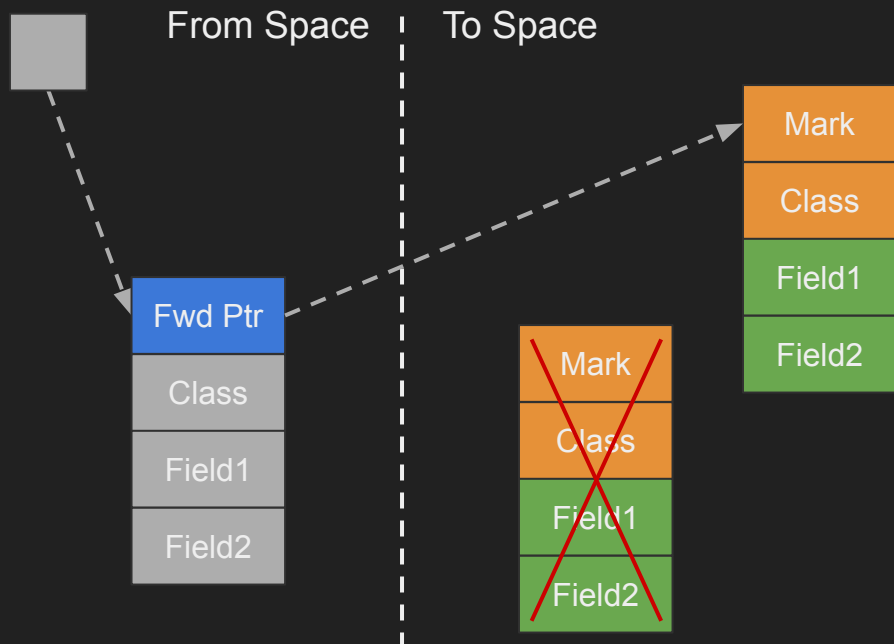 From Space
To Space
Fwd Ptr
Class
Field1
Field2
Mark
Class
Field1
Field2
Mark
Class
Field1
Field2